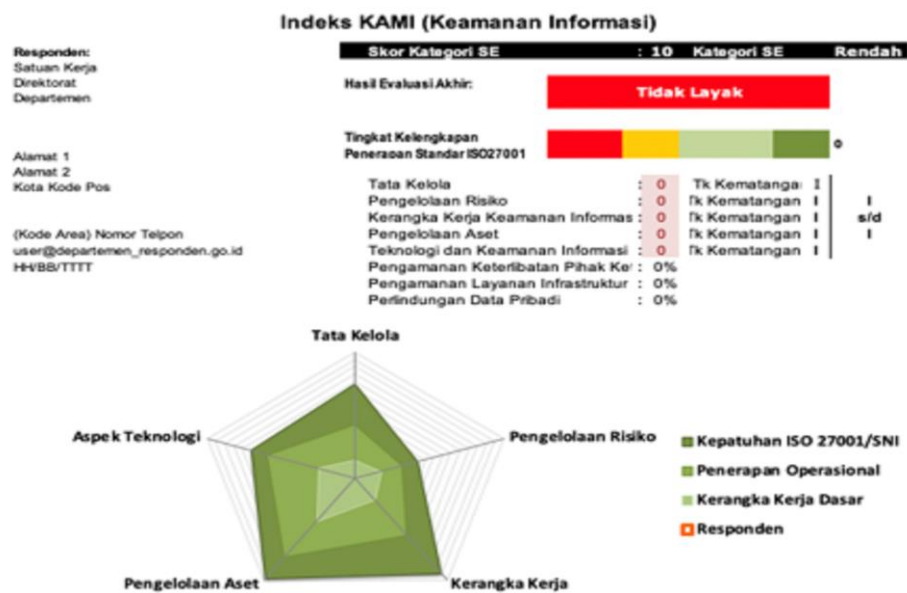 Indeks KAMI (Keamanan Informasi)
Responden:
Satuan Kerja
Direktorat
Departemen
Alamat 1
Alamat 2
Kota Kode Pos
(Kode Area) Nomor Telpon
user@departemen_responden.go.id
HH/BB/TTTT
Skor Kategori SE : 10 Kategori SE Rendah
Hasil Evaluasi Akhir:
Tidak Layak
Tingkat Kelengkapan
Penerapan Standar ISO27001
0
Tata Kelola : 0 Tk Kematanga: I
Pengelolaan Risiko : 0 Tk Kematangan I I
Kerangka Kerja Keamanan Informas : 0 Tk Kematangan I s/d
Pengelolaan Aset : 0 Tk Kematangan I I
Teknologi dan Keamanan Informasi : 0 Tk Kematangan I
Pengamanan Keterlibatan Pihak Ke : 0%
Pengamanan Layanan Infrastruktur : 0%
Perlindungan Data Pribadi : 0%
Tata Kelola
Aspek Teknologi
Pengelolaan Risiko
Pengelolaan Aset
Kerangka Kerja
Kepatuhan ISO 27001/SNI
Penerapan Operasional
Kerangka Kerja Dasar
Responden